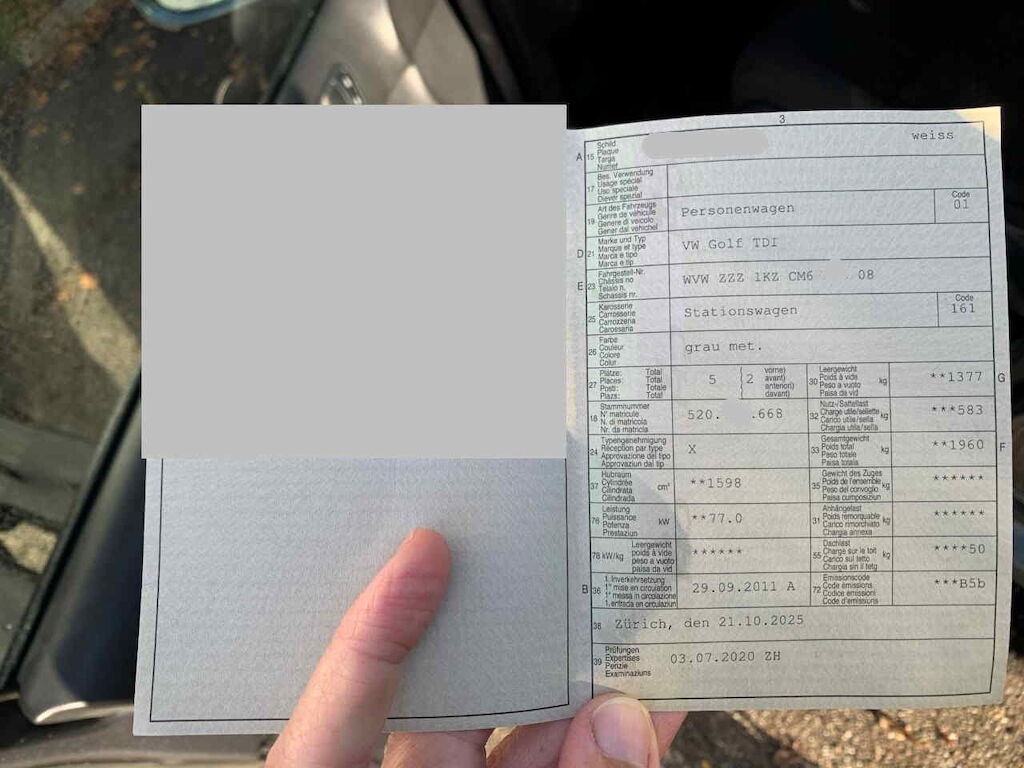 3
A 15 Schild
Plaque
Targa
Numer
weiss
17 Bes. Verwendung
Usage spécial
Uso speciale
Diever spezial
19 Art des Fahrzeugs
Genre de véhicule
Genere di veicolo
Gener dal vehichel
Personenwagen
Code
01
D 21 Marke und Typ
Marque et type
Marca e tipo
Marca e tip
VW Golf TDI
E 23 Fahrgestell-Nr.
Châssis no
Telaio n.
Schassis nr.
WVW ZZZ 1KZ CM6 08
25 Karosserie
Carrosserie
Carrozzeria
Carossaria
Stationswagen
Code
161
26 Farbe
Couleur
Colore
Colur
grau met.
27 Plätze: Total
Places: Total
Posti: Totale
Plazs: Total
5 ( 2 vorne)
avant)
anteriori)
davant)
30 Leergewicht
Poids à vide
Peso a vuoto
Paisa da vid
kg
**1377
G
18 Stammnummer
N° matricule
N. di matricola
Nr. da matricla
520. .668
32 Nutz-/Sattellast
Charge utile/sellette
Carico utile/sella
Chargia utila/sella
kg
***583
24 Typengenehmigung
Réception par type
Approvazione del tipo
Approvaziun dal tip
X
33 Gesamtgewicht
Poids total
Peso totale
Paisa totala
kg
**1960
F
37 Hubraum
Cylindrée
Cilindrata
Cilindrada
cm³
**1598
35 Gewicht des Zuges
Poids de l'ensemble
Peso del convoglio
Paisa cumposiziun
kg
******
76 Leistung
Puissance
Potenza
Prestaziun
kW
**77.0
31 Anhängelast
Poids remorquable
Carico rimorchiato
Chargia annexa
kg
******
78 kW/kg Leergewicht
poids à vide
peso a vuoto
paisa da vid
******
55 Dachlast
Charge sur le toit
Carico sul tetto
Chargia sin il tetg
kg
****50
B 36 1. Inverkehrsetzung
1re mise en circulation
1a messa in circolazione
1. entrada en circulaziun
29.09.2011 A
72 Emissionscode
Code émissions
Codice emissioni
Code d'emissiuns
***B5b
38 Zürich, den 21.10.2025
39 Prüfungen
Expertises
Perizie
Examinaziuns
03.07.2020 ZH